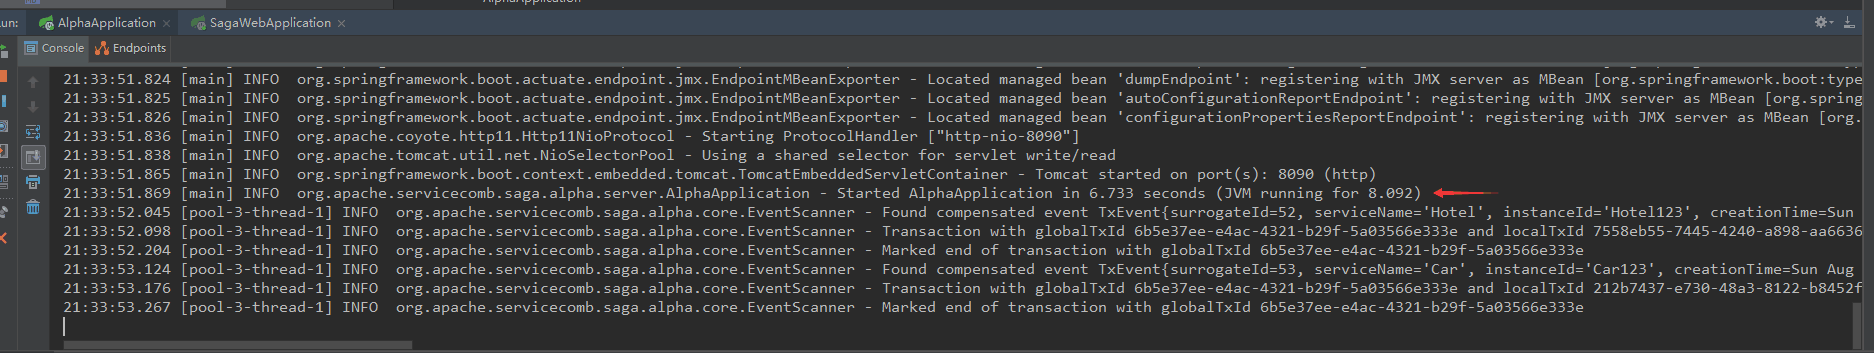 AlphaApplication
un: AlphaApplication × SagaWebApplication ×
Console Endpoints
21:33:51.824 [main] INFO  org.springframework.boot.actuate.endpoint.jmx.EndpointMBeanExporter - Located managed bean 'dumpEndpoint': registering with JMX server as MBean [org.springframework.boot:type
21:33:51.825 [main] INFO  org.springframework.boot.actuate.endpoint.jmx.EndpointMBeanExporter - Located managed bean 'autoConfigurationReportEndpoint': registering with JMX server as MBean [org.spring
21:33:51.826 [main] INFO  org.springframework.boot.actuate.endpoint.jmx.EndpointMBeanExporter - Located managed bean 'configurationPropertiesReportEndpoint': registering with JMX server as MBean [org.
21:33:51.836 [main] INFO  org.apache.coyote.http11.Http11NioProtocol - Starting ProtocolHandler ["http-nio-8090"]
21:33:51.838 [main] INFO  org.apache.tomcat.util.net.NioSelectorPool - Using a shared selector for servlet write/read
21:33:51.865 [main] INFO  org.springframework.boot.context.embedded.tomcat.TomcatEmbeddedServletContainer - Tomcat started on port(s): 8090 (http)
21:33:51.869 [main] INFO  org.apache.servicecomb.saga.alpha.server.AlphaApplication - Started AlphaApplication in 6.733 seconds (JVM running for 8.092)
21:33:52.045 [pool-3-thread-1] INFO  org.apache.servicecomb.saga.alpha.core.EventScanner - Found compensated event TxEvent{surrogateId=52, serviceName='Hotel', instanceId='Hotel123', creationTime=Sun
21:33:52.098 [pool-3-thread-1] INFO  org.apache.servicecomb.saga.alpha.core.EventScanner - Transaction with globalTxId 6b5e37ee-e4ac-4321-b29f-5a03566e333e and localTxId 7558eb55-7445-4240-a898-aa6636
21:33:52.204 [pool-3-thread-1] INFO  org.apache.servicecomb.saga.alpha.core.EventScanner - Marked end of transaction with globalTxId 6b5e37ee-e4ac-4321-b29f-5a03566e333e
21:33:53.124 [pool-3-thread-1] INFO  org.apache.servicecomb.saga.alpha.core.EventScanner - Found compensated event TxEvent{surrogateId=53, serviceName='Car', instanceId='Car123', creationTime=Sun Aug
21:33:53.176 [pool-3-thread-1] INFO  org.apache.servicecomb.saga.alpha.core.EventScanner - Transaction with globalTxId 6b5e37ee-e4ac-4321-b29f-5a03566e333e and localTxId 212b7437-e730-48a3-8122-b8452f
21:33:53.267 [pool-3-thread-1] INFO  org.apache.servicecomb.saga.alpha.core.EventScanner - Marked end of transaction with globalTxId 6b5e37ee-e4ac-4321-b29f-5a03566e333e